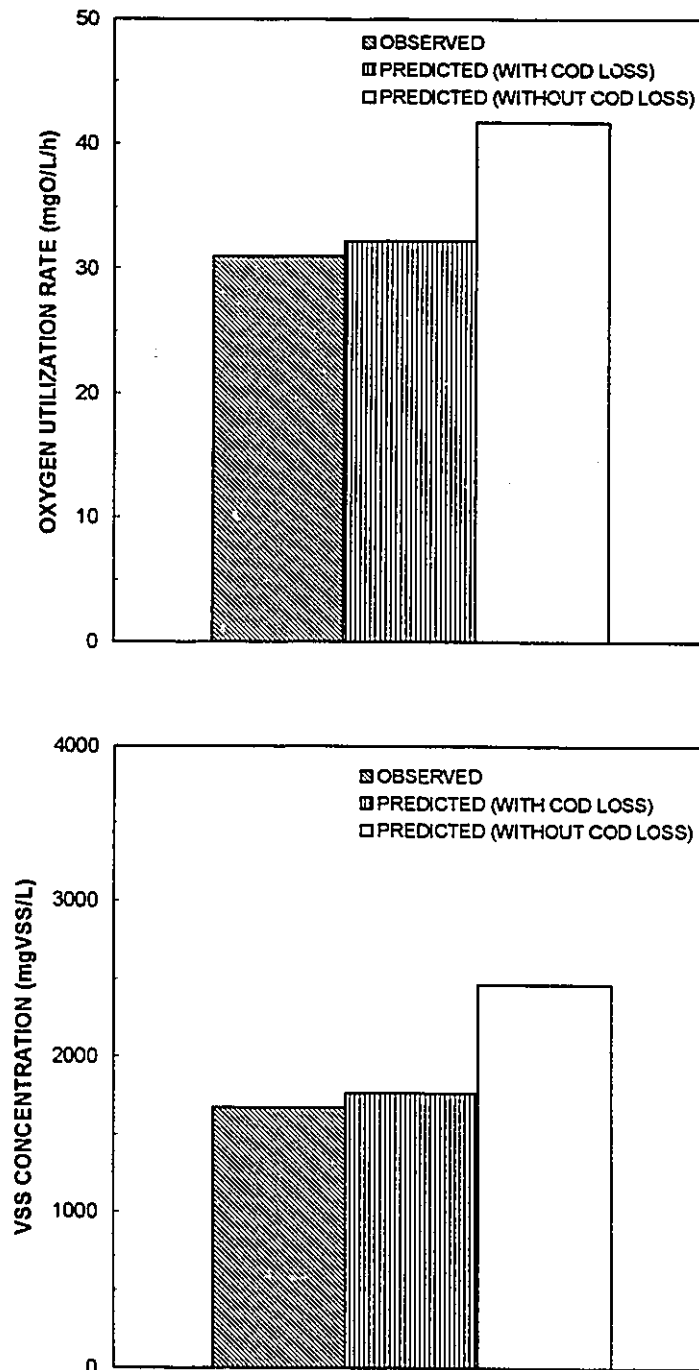 50
OBSERVED
PREDICTED (WITH COD LOSS)
PREDICTED (WITHOUT COD LOSS)
40
30
20
10
0
OXYGEN UTILIZATION RATE (mgO/L/h)
4000
OBSERVED
PREDICTED (WITH COD LOSS)
PREDICTED (WITHOUT COD LOSS)
3000
2000
1000
0
VSS CONCENTRATION (mgVSS/L)